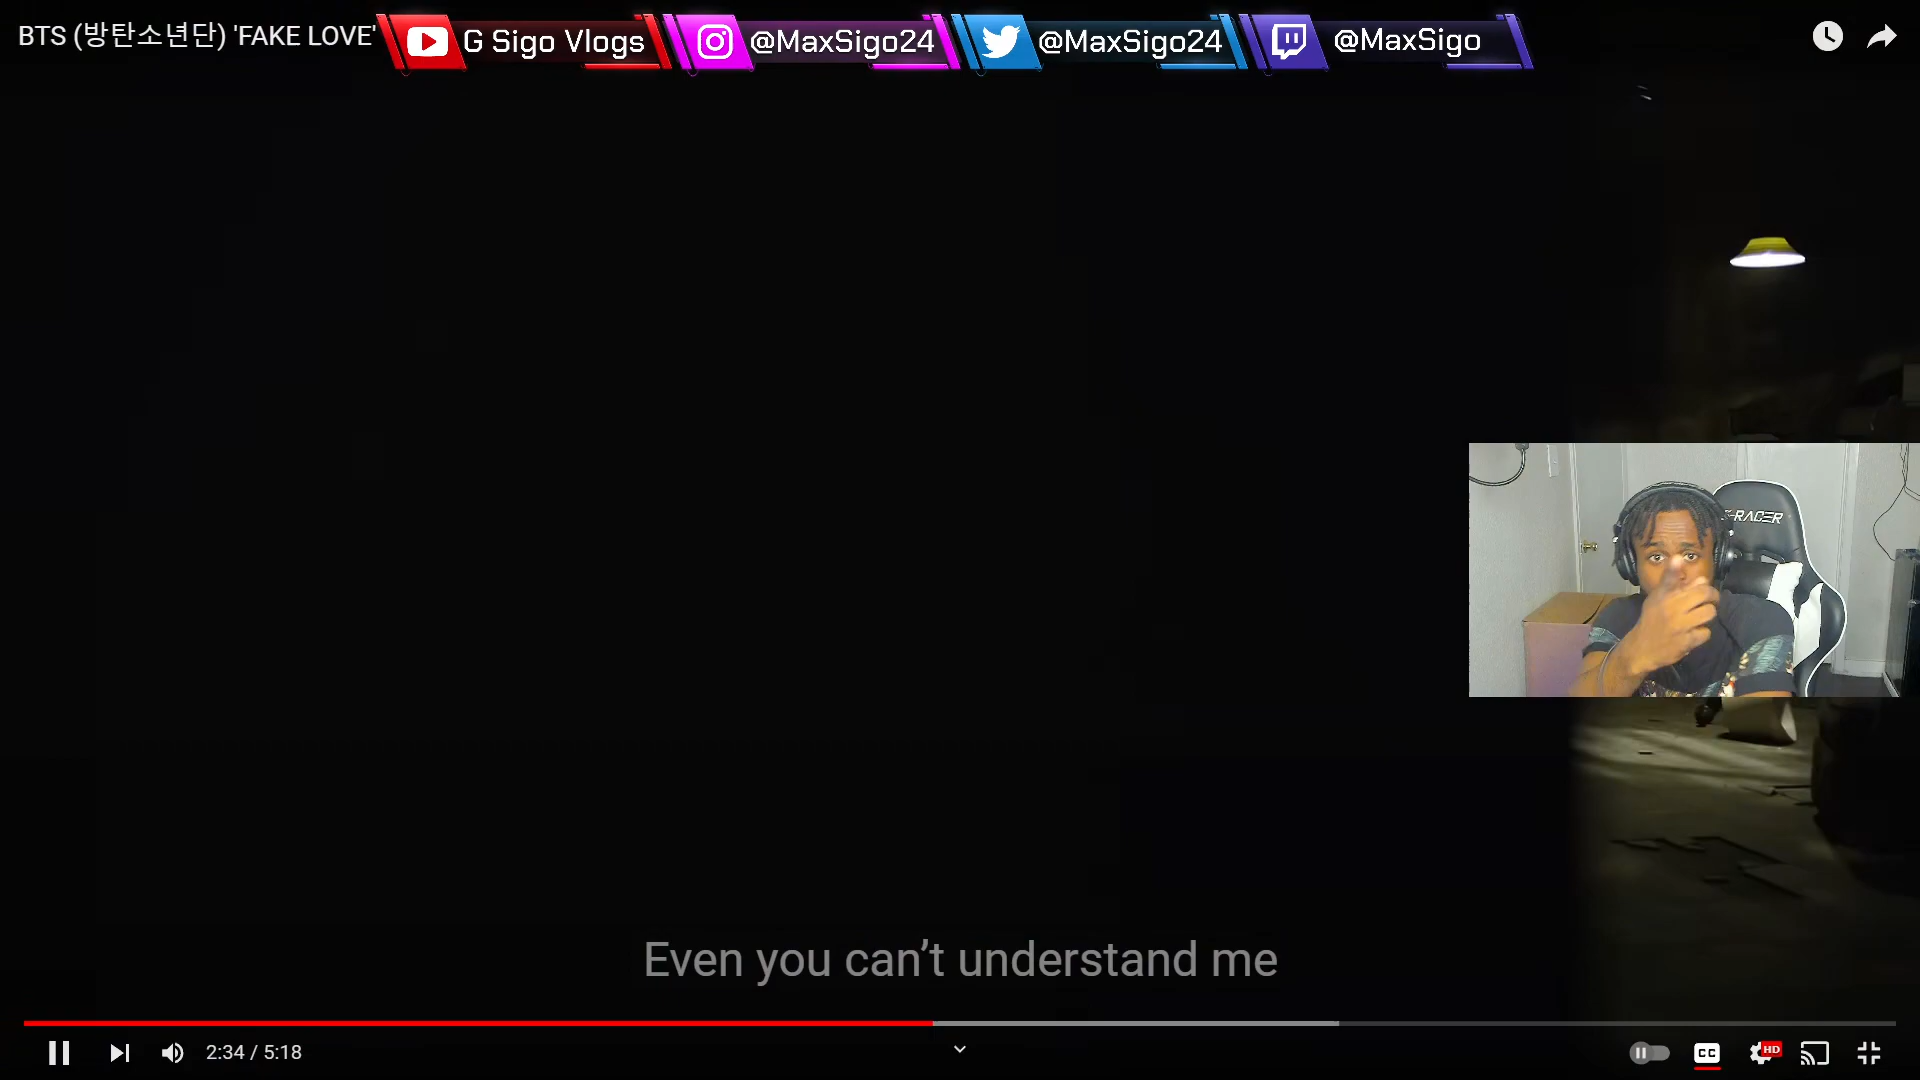 BTS (방탄소년단) 'FAKE LOVE'
G Sigo Vlogs
@MaxSigo24
@MaxSigo24
@MaxSigo
-RACER
Even you can’t understand me
2:34 / 5:18
CC
HD